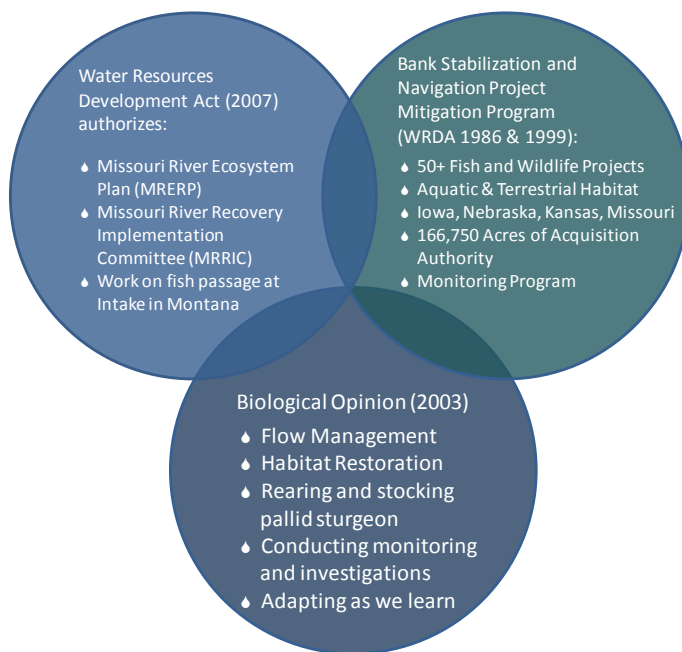 Water Resources
Development Act (2007)
authorizes:
Missouri River Ecosystem
Plan (MRERP)
Missouri River Recovery
Implementation
Committee (MRRIC)
Work on fish passage at
Intake in Montana
Bank Stabilization and
Navigation Project
Mitigation Program
(WRDA 1986 & 1999):
50+ Fish and Wildlife Projects
Aquatic & Terrestrial Habitat
Iowa, Nebraska, Kansas, Missouri
166,750 Acres of Acquisition
Authority
Monitoring Program
Biological Opinion (2003)
Flow Management
Habitat Restoration
Rearing and stocking
pallid sturgeon
Conducting monitoring
and investigations
Adapting as we learn